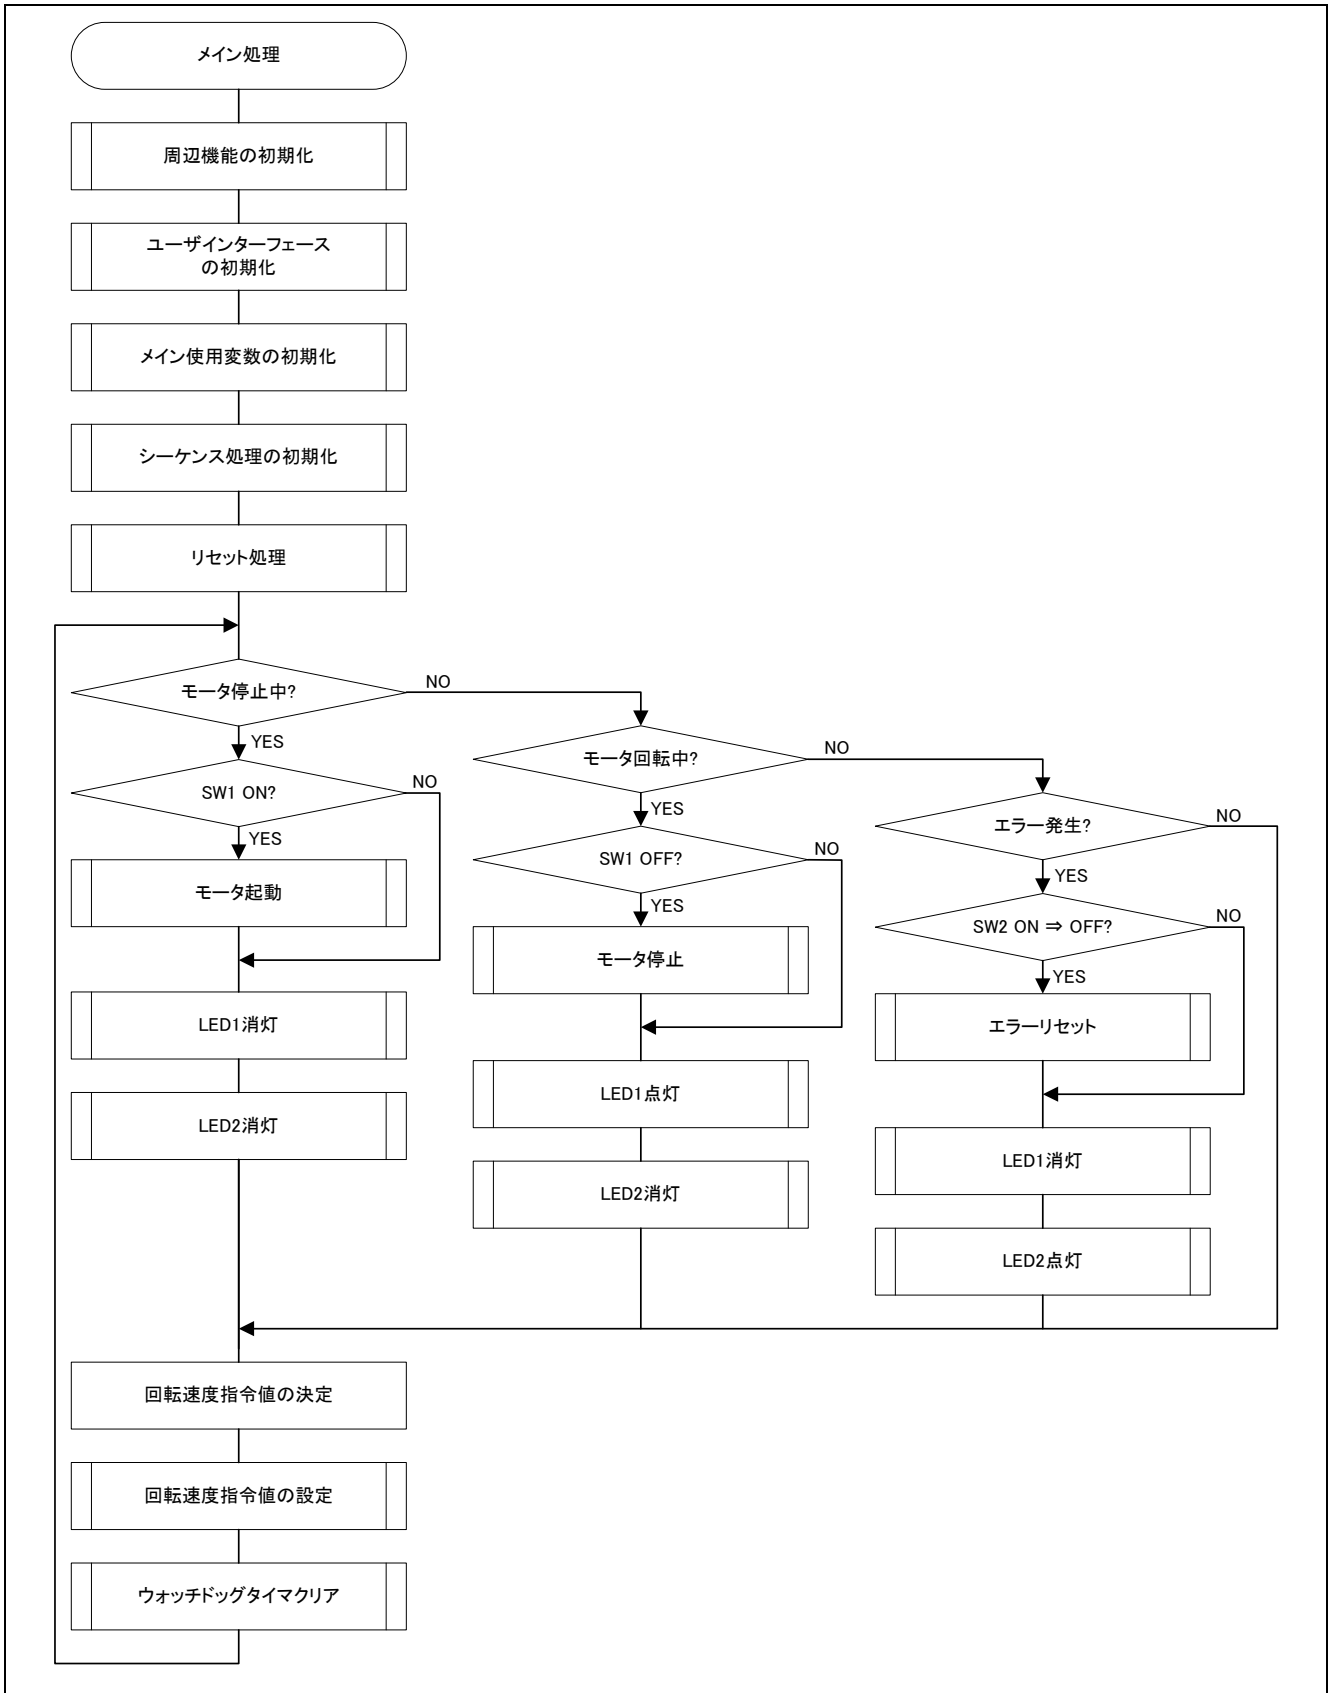 メイン処理
周辺機能の初期化
ユーザインターフェース
の初期化
メイン使用変数の初期化
シーケンス処理の初期化
リセット処理
モータ停止中?
NO
YES
SW1 ON?
NO
YES
モータ起動
LED1消灯
LED2消灯
モータ回転中?
NO
YES
SW1 OFF?
NO
YES
モータ停止
LED1点灯
LED2消灯
エラー発生?
NO
YES
SW2 ON ⇒ OFF?
NO
YES
エラーリセット
LED1消灯
LED2点灯
回転速度指令値の決定
回転速度指令値の設定
ウォッチドッグタイマクリア